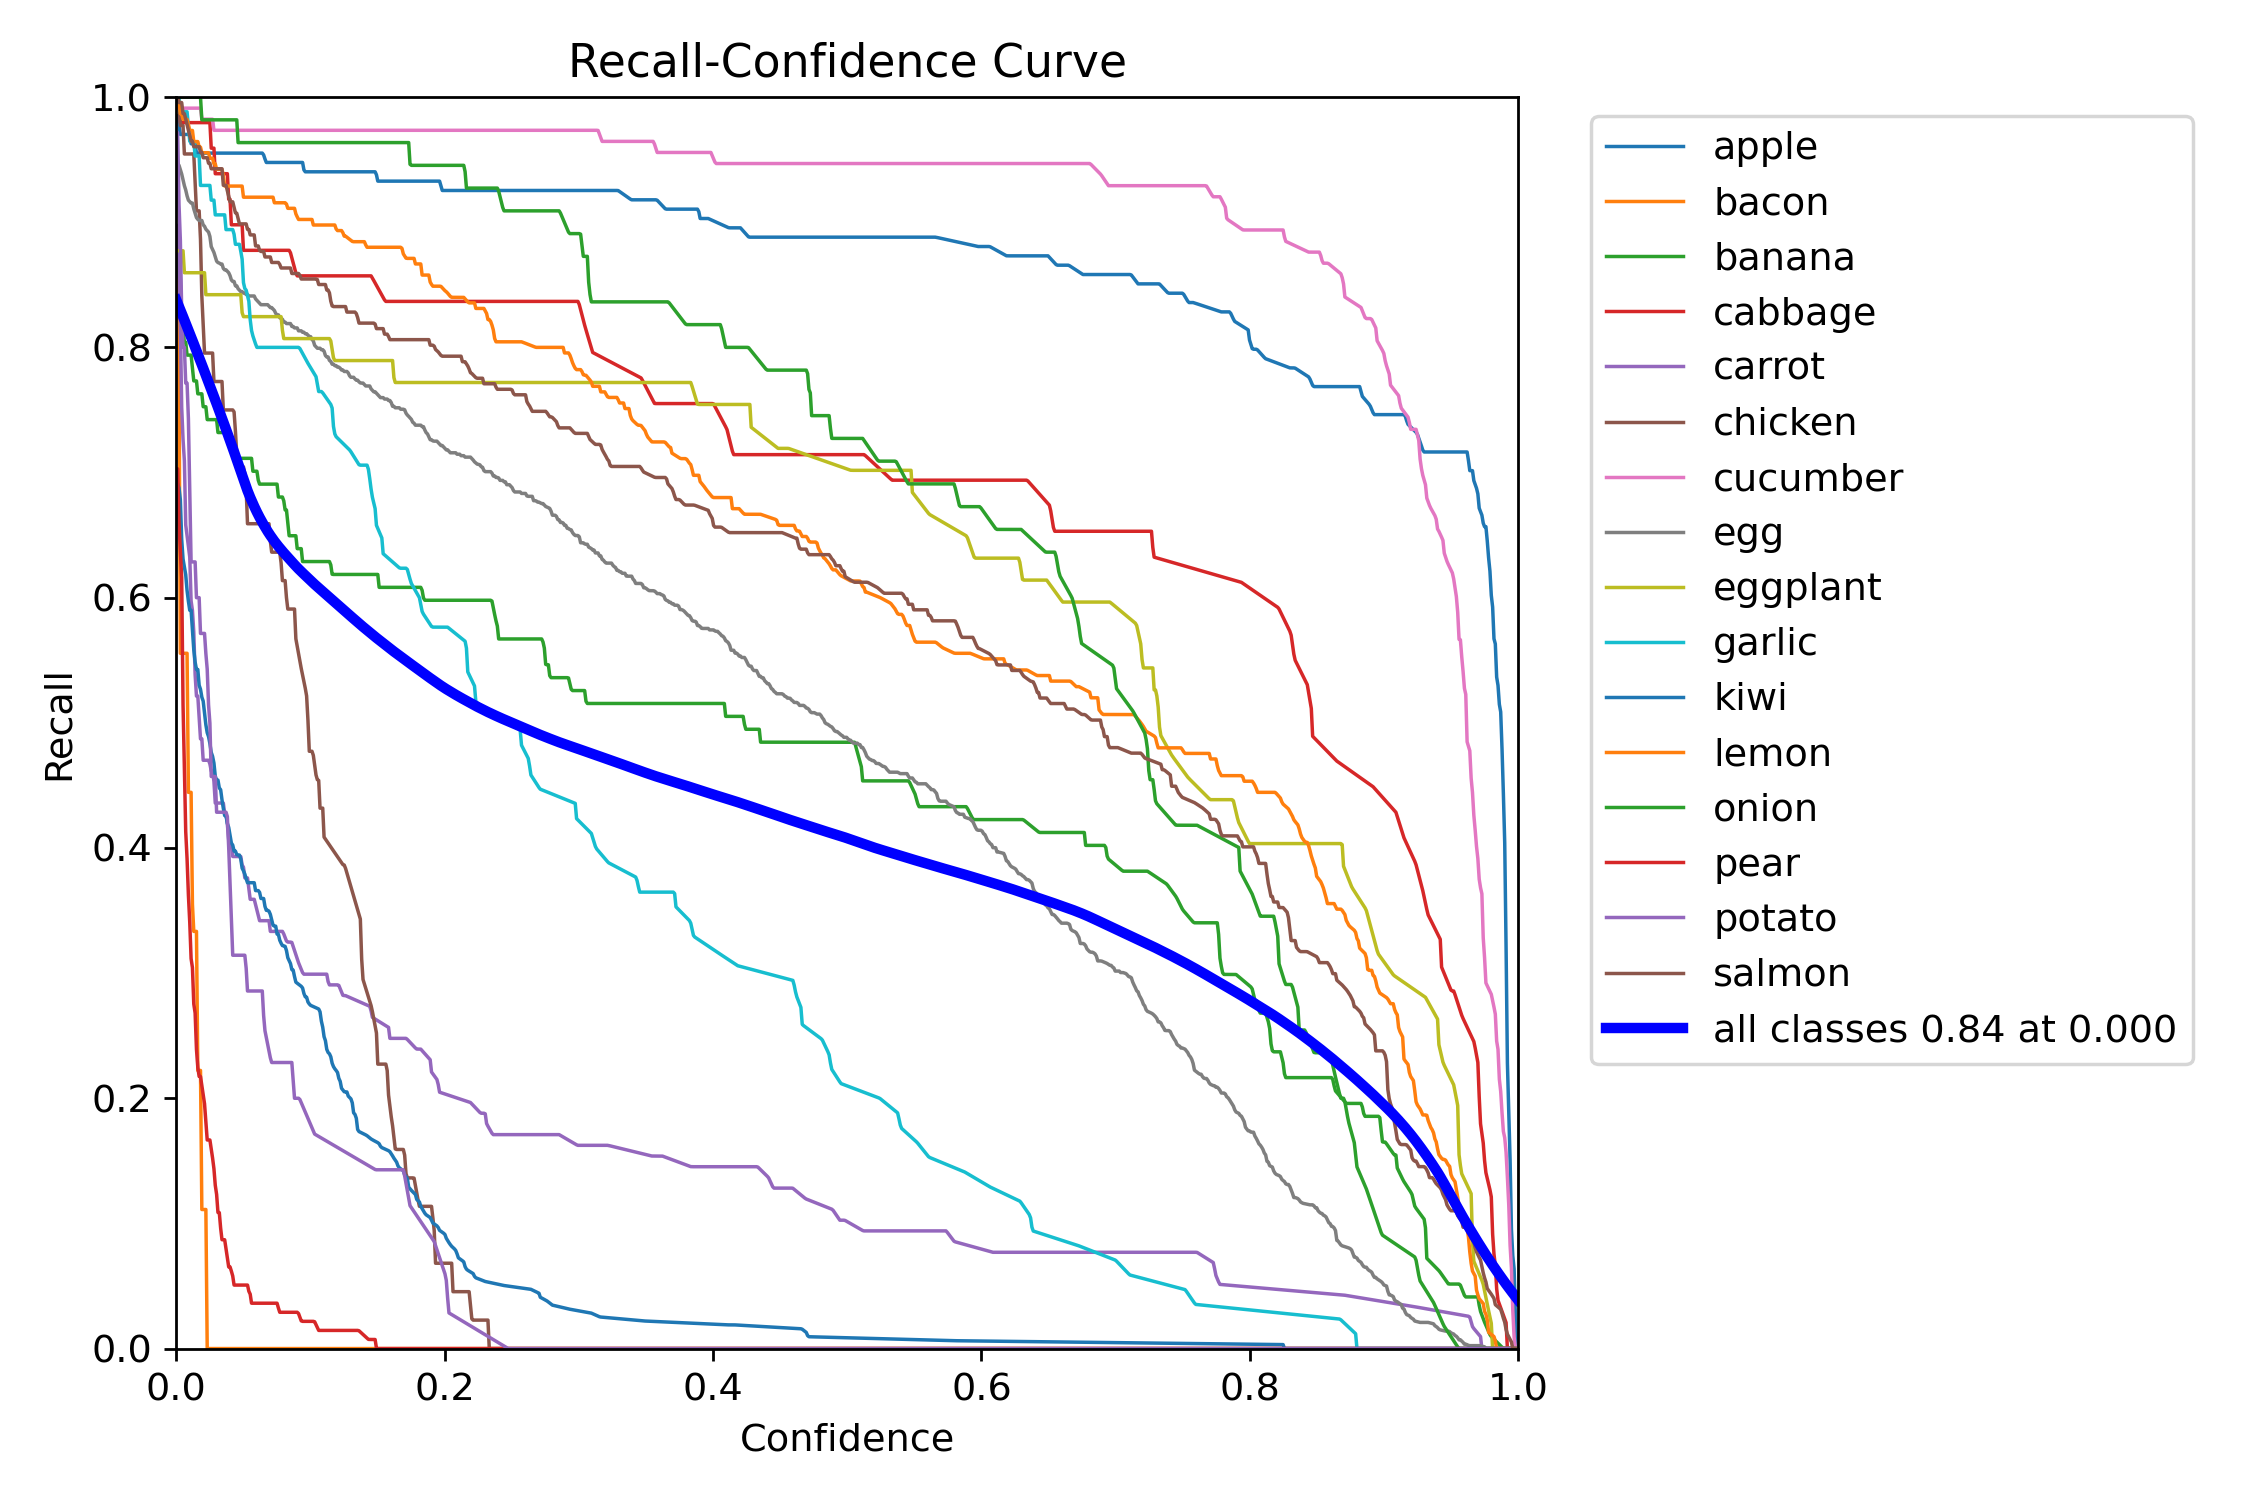 Recall-Confidence Curve
1.0
0.8
0.6
0.4
0.2
0.0
Recall
0.0 0.2 0.4 0.6 0.8 1.0
Confidence
apple
bacon
banana
cabbage
carrot
chicken
cucumber
egg
eggplant
garlic
kiwi
lemon
onion
pear
potato
salmon
all classes 0.84 at 0.000